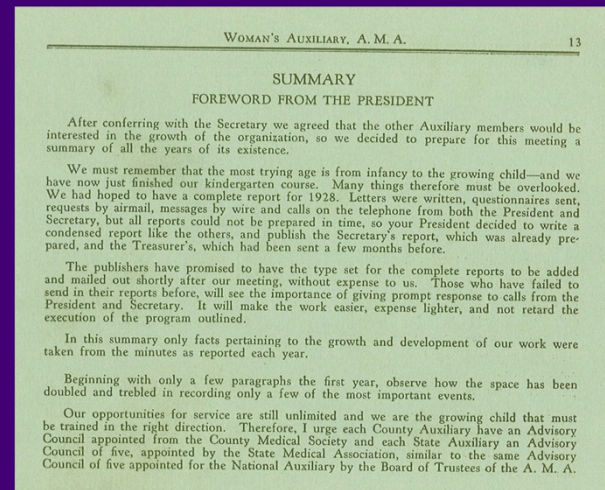 WOMAN'S AUXILIARY, A. M. A. 13
SUMMARY
FOREWORD FROM THE PRESIDENT
After conferring with the Secretary we agreed that the other Auxiliary members would be
interested in the growth of the organization, so we decided to prepare for this meeting a
summary of all the years of its existence.
We must remember that the most trying age is from infancy to the growing child—and we
have now just finished our kindergarten course. Many things therefore must be overlooked.
We had hoped to have a complete report for 1928. Letters were written, questionnaires sent,
requests by airmail, messages by wire and calls on the telephone from both the President and
Secretary, but all reports could not be prepared in time, so your President decided to write a
condensed report like the others, and publish the Secretary's report, which was already pre-
pared, and the Treasurer's, which had been sent a few months before.
The publishers have promised to have the type set for the complete reports to be added
and mailed out shortly after our meeting, without expense to us. Those who have failed to
send in their reports before, will see the importance of giving prompt response to calls from the
President and Secretary. It will make the work easier, expense lighter, and not retard the
execution of the program outlined.
In this summary only facts pertaining to the growth and development of our work were
taken from the minutes as reported each year.
Beginning with only a few paragraphs the first year, observe how the space has been
doubled and trebled in recording only a few of the most important events.
Our opportunities for service are still unlimited and we are the growing child that must
be trained in the right direction. Therefore, I urge each County Auxiliary have an Advisory
Council appointed from the County Medical Society and each State Auxiliary an Advisory
Council of five, appointed by the State Medical Association, similar to the same Advisory
Council of five appointed for the National Auxiliary by the Board of Trustees of the A. M. A.